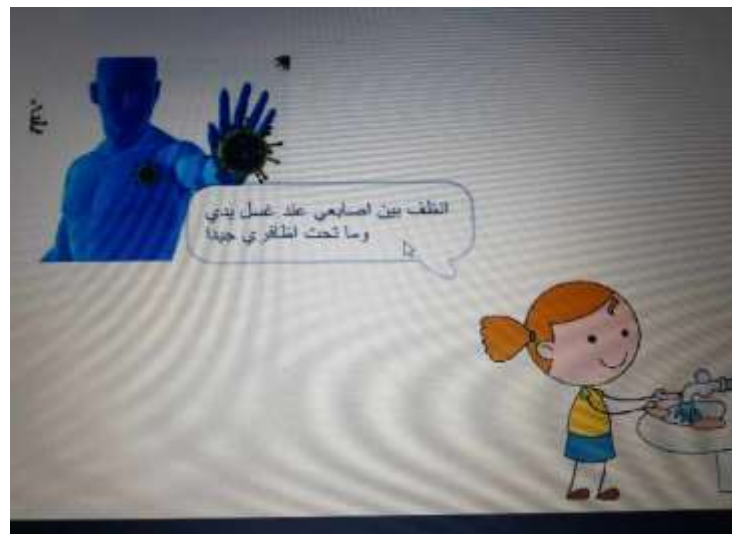 انظف بين اصابعي عند غسل يدي
وما تحت اظافري جيدا